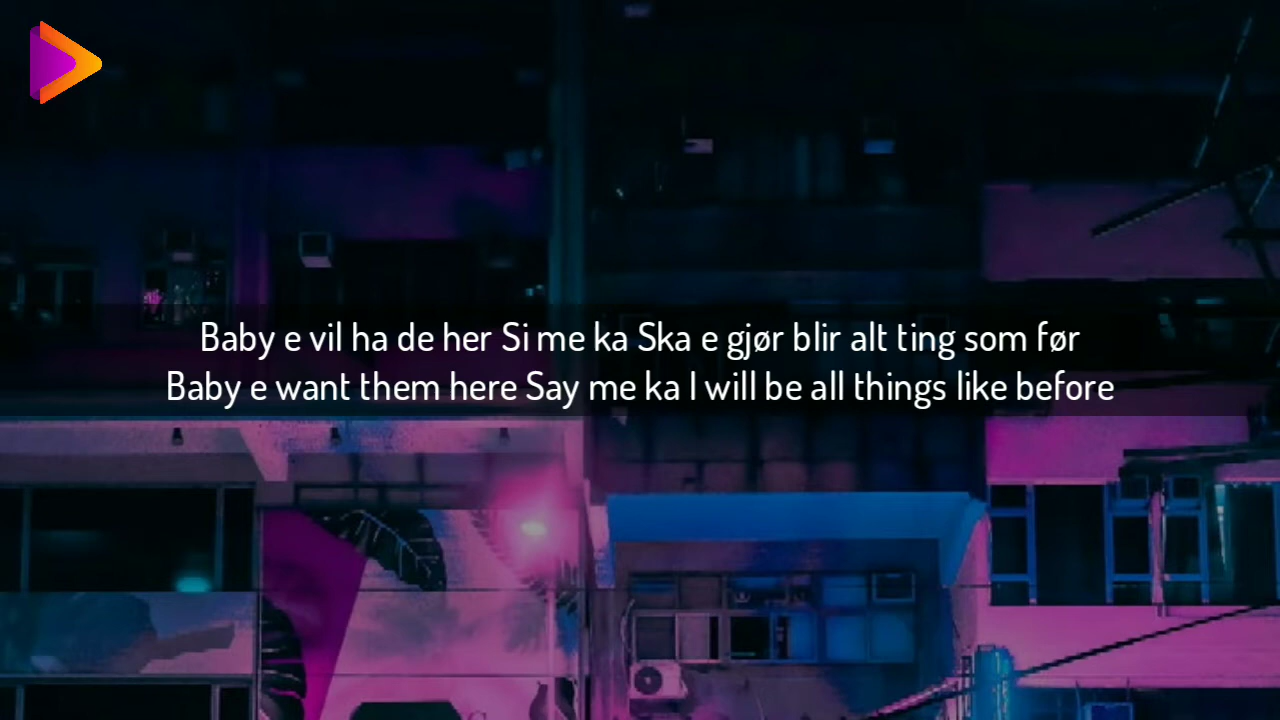 Baby e vil ha de her Si me ka Ska e gjør blir alt ting som før
Baby e want them here Say me ka I will be all things like before